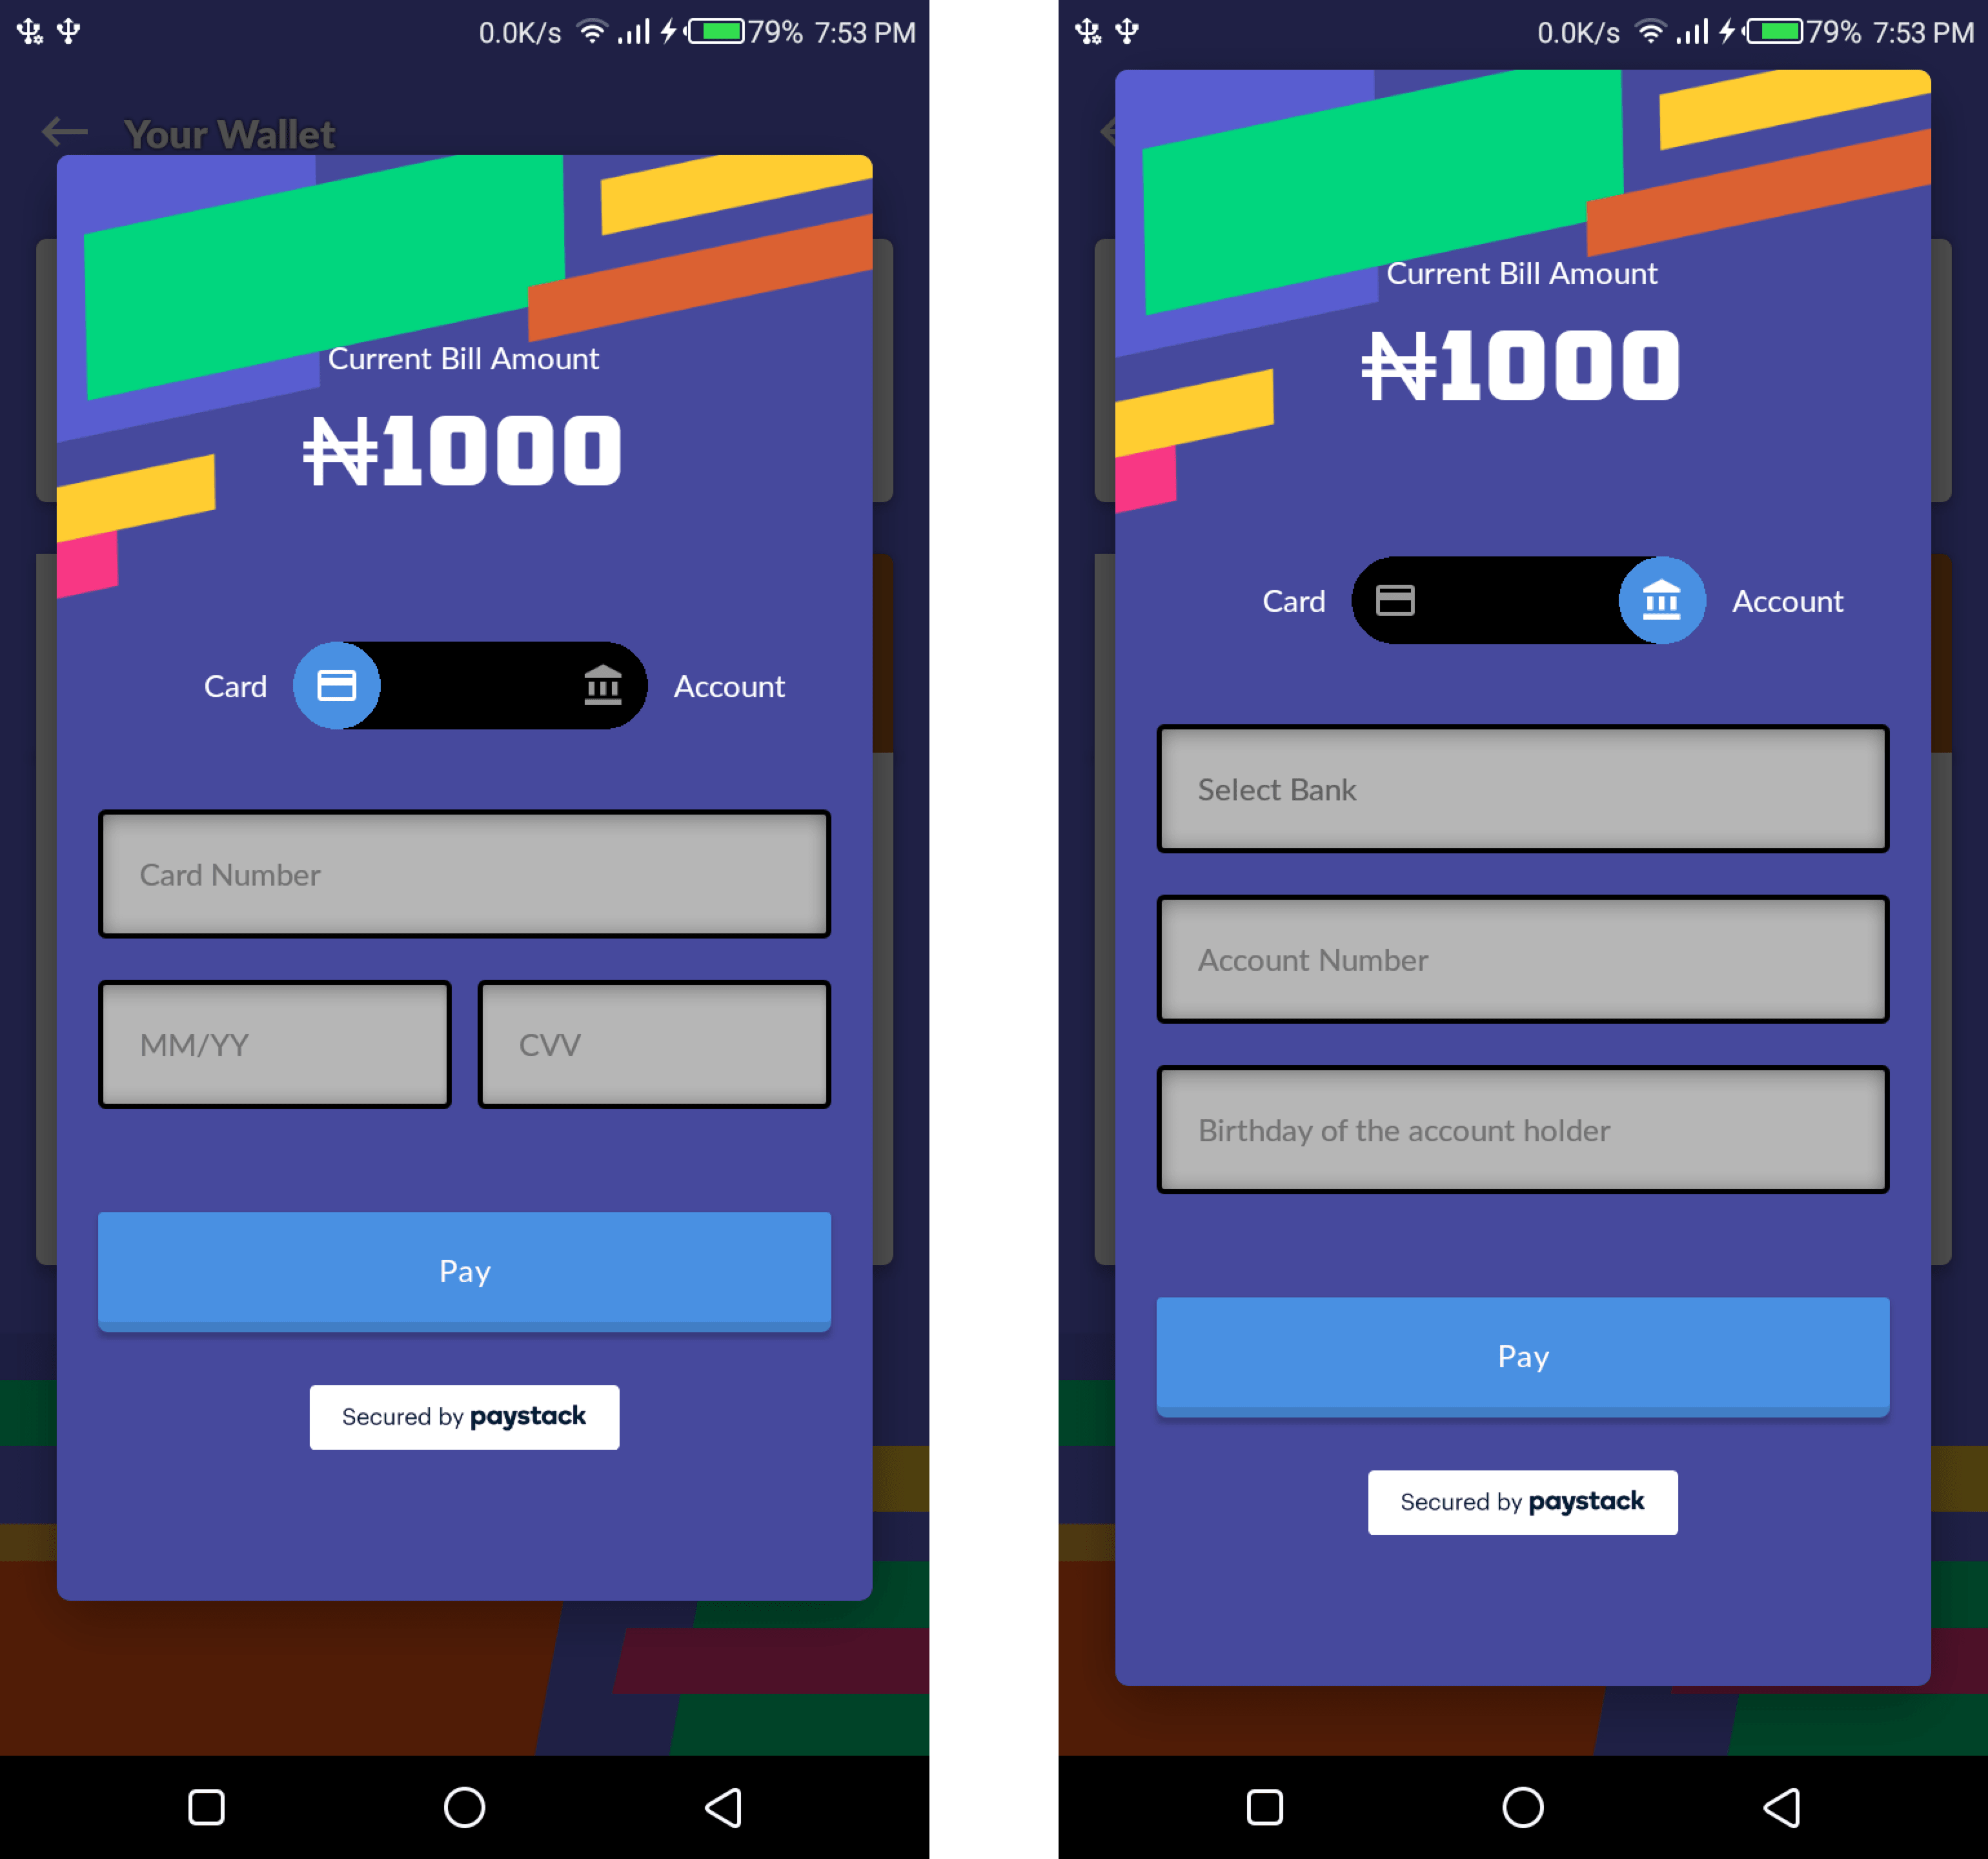 0.0K/s 79% 7:53 PM
Your Wallet
Current Bill Amount
₦1000
Card Account
Card Number
MM/YY CVV
Pay
Secured by paystack
0.0K/s 79% 7:53 PM
Current Bill Amount
₦1000
Card Account
Select Bank
Account Number
Birthday of the account holder
Pay
Secured by paystack